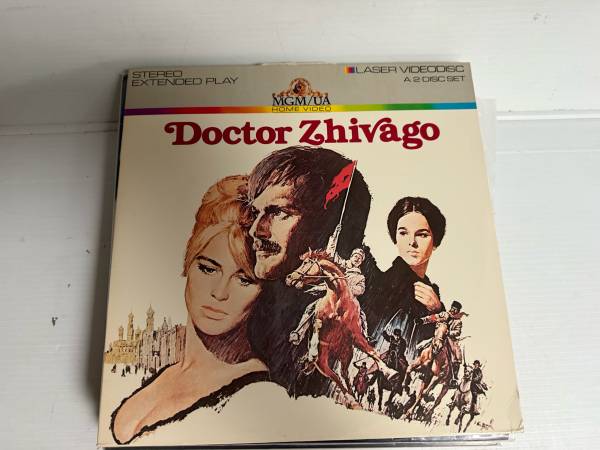 STEREO
EXTENDED PLAY
LASER VIDEODISC
A 2 DISC SET
MGM/UA
HOME VIDEO
Doctor Zhivago